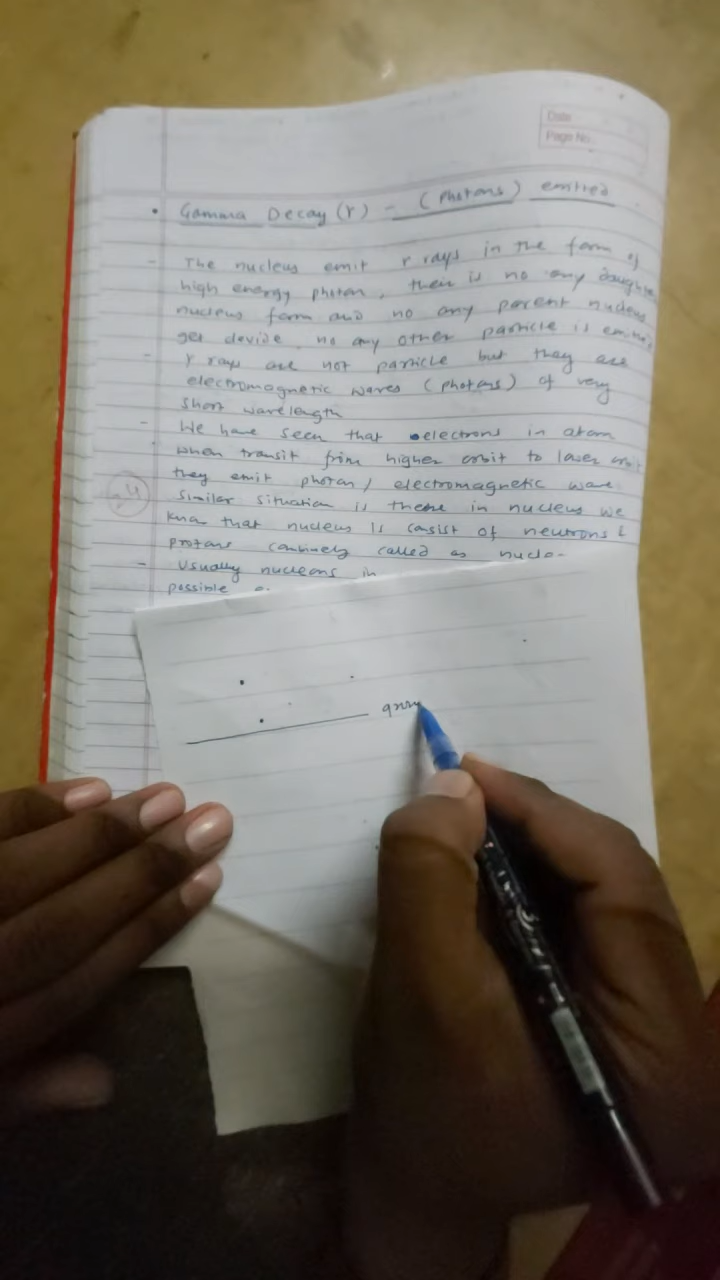 Date
Page No.
• Gamma Decay (r) - (photons) emitted
- The nucleus emit r rays in the form of
high energy photon, their is no any daughter
nucleus form and no any parent nucleus
get devide. no any other particle is emitted
- r rays are not particle but they are
electromagnetic waves (photons) of very
short wavelength
- We have seen that electrons in atom
when transit from higher orbit to lower orbit
they emit photon / electromagnetic wave
similar situation is there in nucleus we
know that nucleus is consist of neutrons &
protons called as nucleo-
- Usually nucleons in
possible